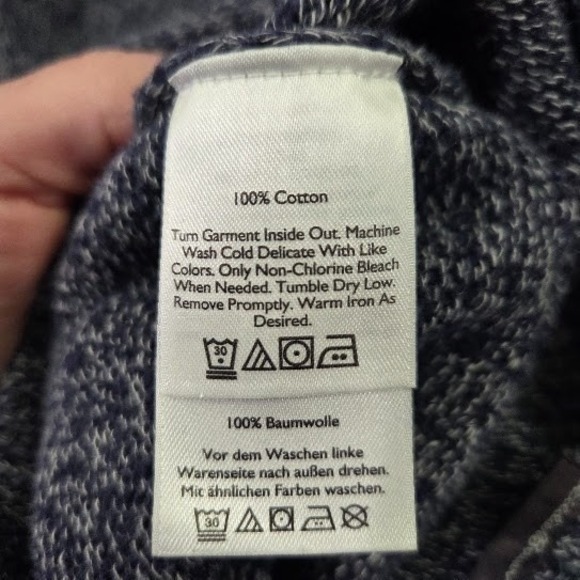 100% Cotton
Turn Garment Inside Out. Machine
Wash Cold Delicate With Like
Colors. Only Non-Chlorine Bleach
When Needed. Tumble Dry Low.
Remove Promptly. Warm Iron As
Desired.
30
100% Baumwolle
Vor dem Waschen linke
Warenseite nach außen drehen.
Mit ähnlichen Farben waschen.
30